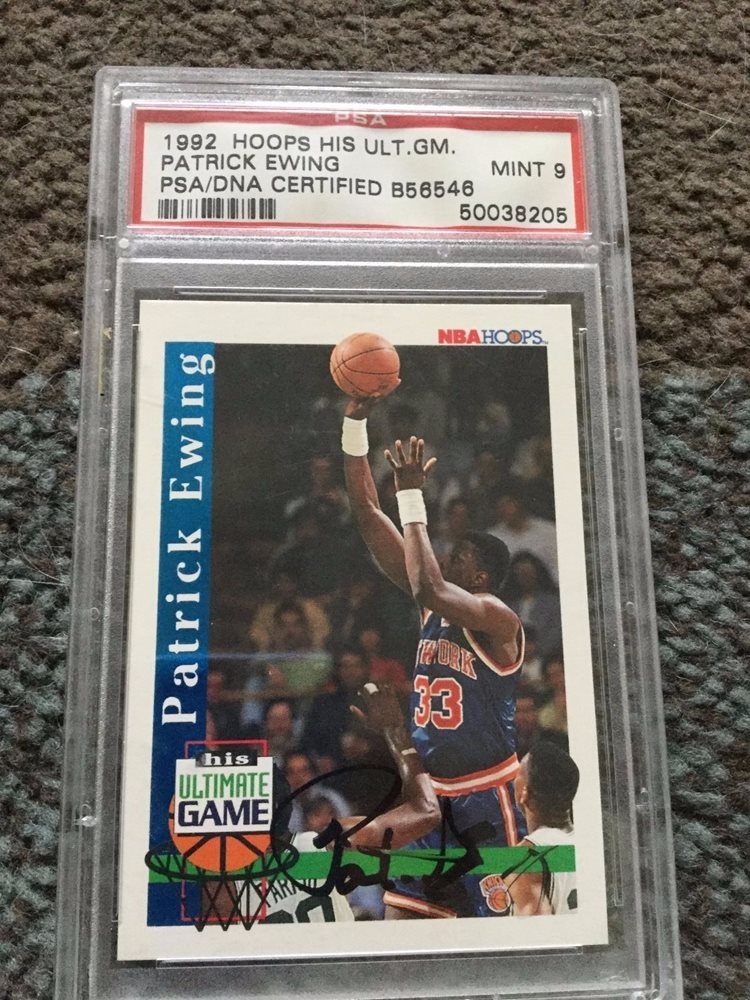 PSA
1992 HOOPS HIS ULT.GM.
PATRICK EWING MINT 9
PSA/DNA CERTIFIED B56546
50038205
NBA HOOPS
Patrick Ewing
YORK
33
his
ULTIMATE
GAME